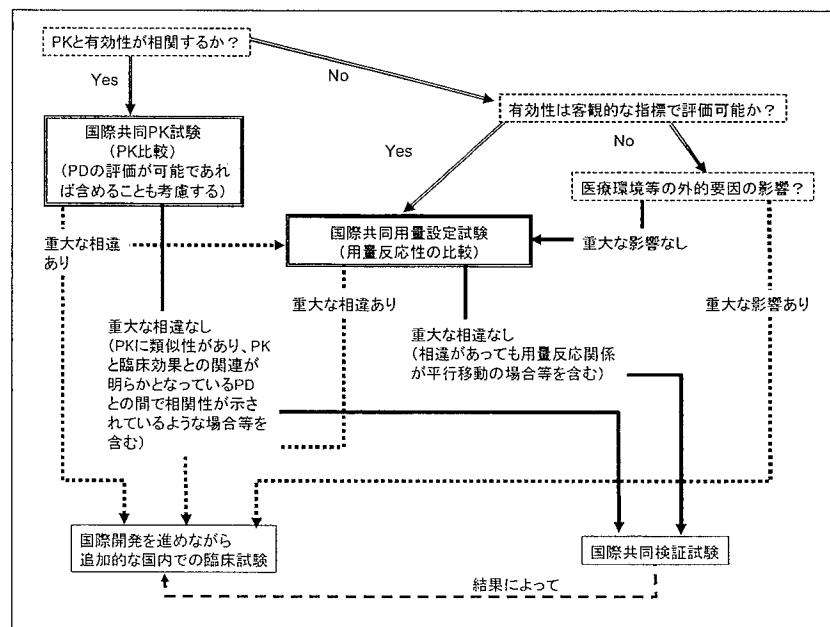 PKと有効性が相関するか？
Yes
No
有効性は客観的な指標で評価可能か？
国際共同PK試験
（PK比較）
（PDの評価が可能であれ
ば含めることも考慮する）
Yes
No
医療環境等の外的要因の影響？
重大な相違
あり
国際共同用量設定試験
（用量反応性の比較）
重大な影響なし
重大な相違あり
重大な影響あり
重大な相違なし
（PKに類似性があり、PK
と臨床効果との関連が
明らかとなっているPD
との間で相関性が示さ
れているような場合等を
含む）
重大な相違なし
（相違があっても用量反応関係
が平行移動の場合等を含む）
国際開発を進めながら
追加的な国内での臨床試験
国際共同検証試験
結果によって